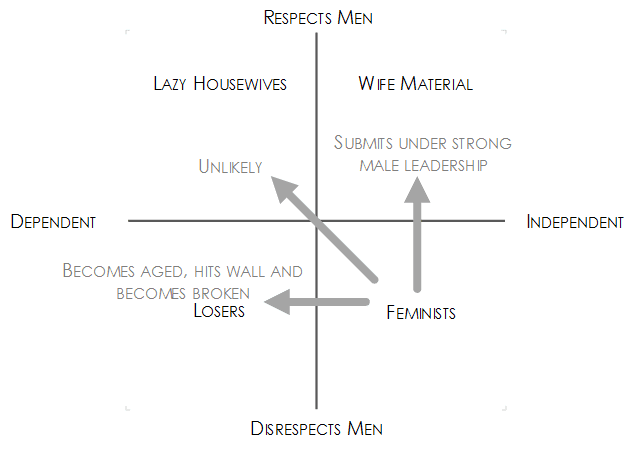 Respects Men
Lazy Housewives
Wife Material
Submits under strong
male leadership
Unlikely
Dependent
Independent
Becomes aged, hits wall and
becomes broken
Losers
Feminists
Disrespects Men